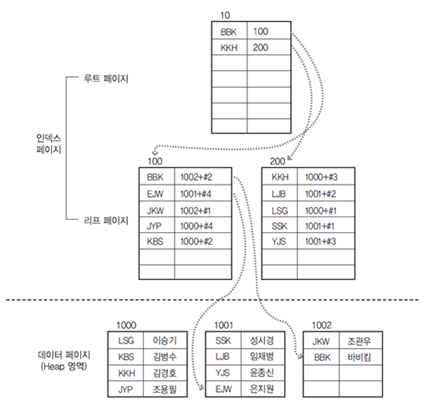 10
BBK 100
KKH 200
루트 페이지
인덱스
페이지
리프 페이지
100
BBK 1002+#2
EJW 1001+#4
JKW 1002+#1
JYP 1000+#4
KBS 1000+#2
200
KKH 1000+#3
LJB 1001+#2
LSG 1000+#1
SSK 1001+#1
YJS 1001+#3
데이터 페이지
(Heap 영역)
1000
LSG 이승기
KBS 김범수
KKH 김경호
JYP 조용필
1001
SSK 성시경
LJB 임재범
YJS 윤종신
EJW 은지원
1002
JKW 조관우
BBK 바비킴